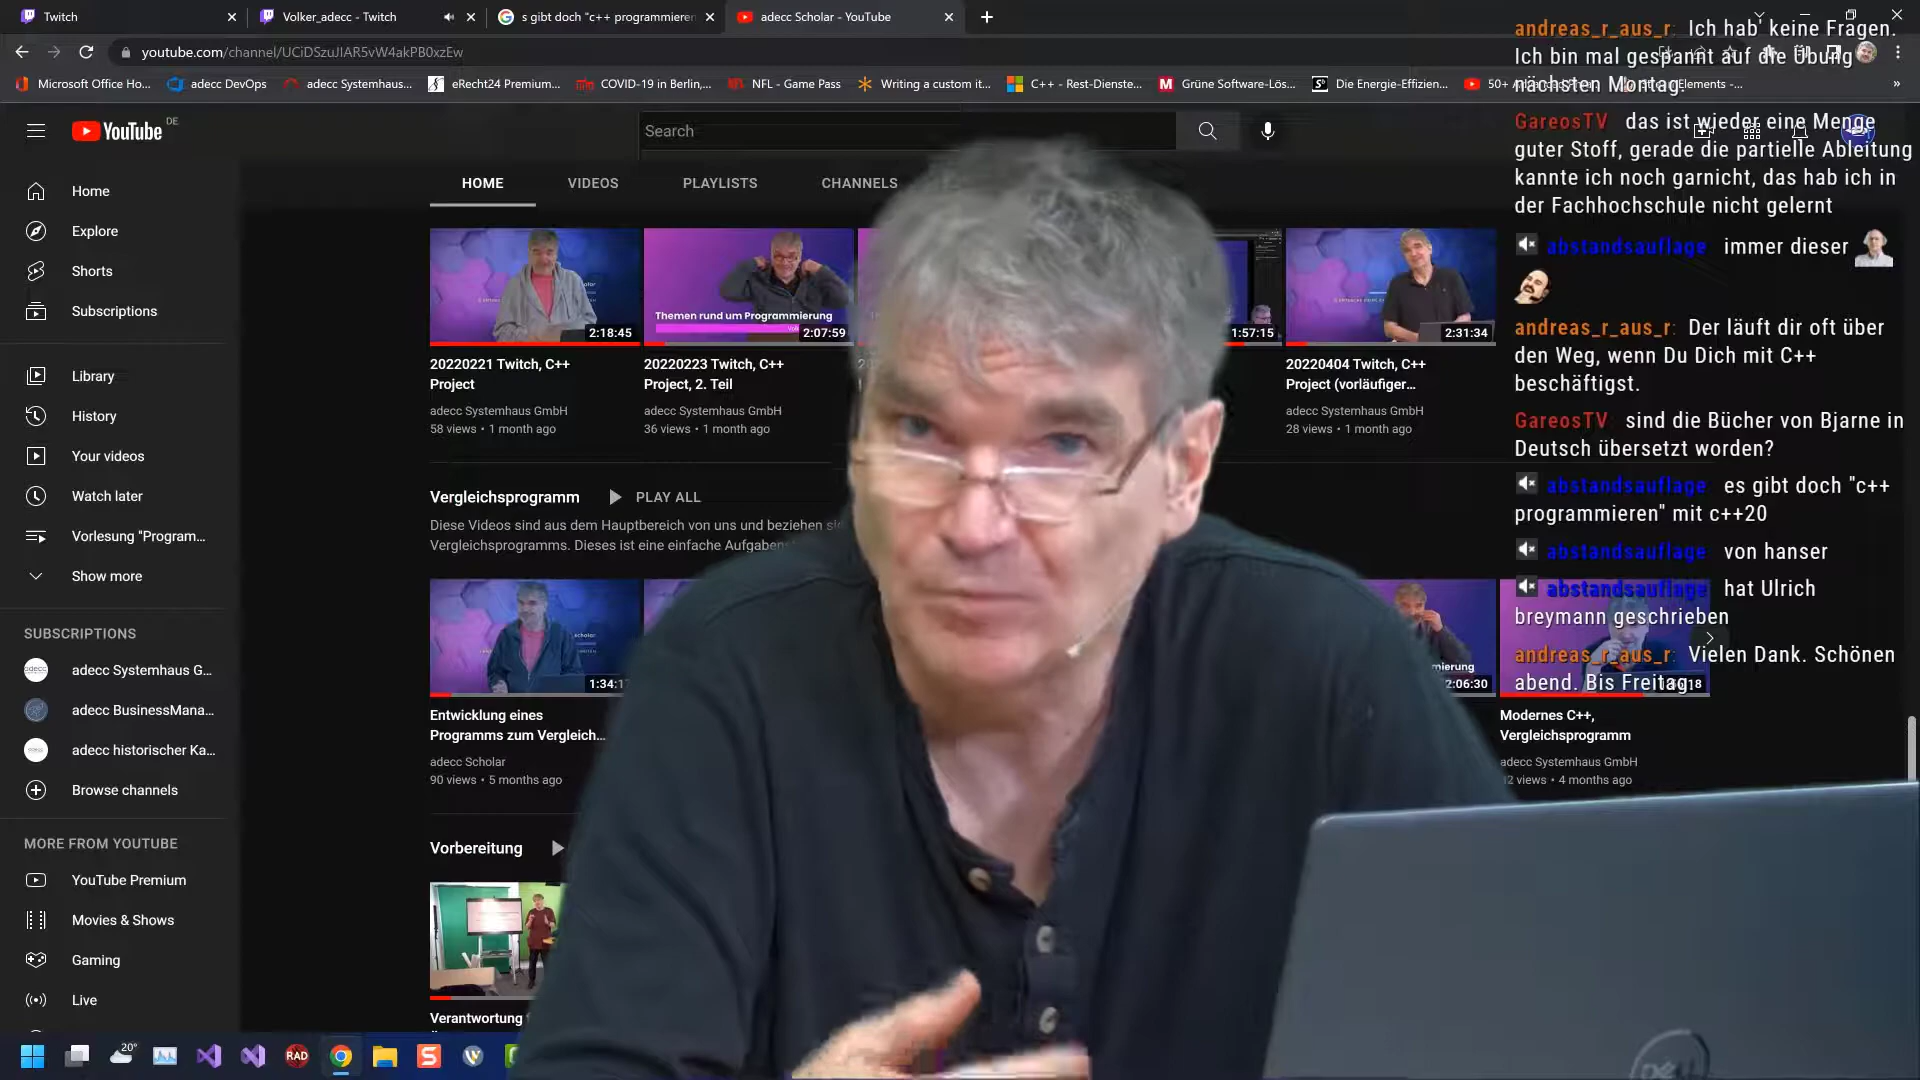 Twitch
Volker_adecc - Twitch
s gibt doch "c++ programmieren
adecc Scholar - YouTube
youtube.com/channel/UCiDSzuJIAR5vW4akPB0xzEw
Microsoft Office Ho...
adecc DevOps
adecc Systemhaus...
eRecht24 Premium...
COVID-19 in Berlin,...
NFL - Game Pass
Writing a custom it...
C++ - Rest-Dienste...
Grüne Software-Lös...
Die Energie-Effizien...
YouTube DE
Search
Home
Explore
Shorts
Subscriptions
Library
History
Your videos
Watch later
Vorlesung "Program...
Show more
SUBSCRIPTIONS
adecc Systemhaus G...
adecc BusinessMana...
adecc historischer Ka...
Browse channels
MORE FROM YOUTUBE
YouTube Premium
Movies & Shows
Gaming
Live
HOME
VIDEOS
PLAYLISTS
CHANNELS
2:18:45
Themen rund um Programmierung
2:07:59
1:57:15
2:31:34
20220221 Twitch, C++
Project
adecc Systemhaus GmbH
58 views • 1 month ago
20220223 Twitch, C++
Project, 2. Teil
adecc Systemhaus GmbH
36 views • 1 month ago
20220404 Twitch, C++
Project (vorläufiger...
adecc Systemhaus GmbH
28 views • 1 month ago
Vergleichsprogramm
PLAY ALL
Diese Videos sind aus dem Hauptbereich von uns und beziehen
Vergleichsprogramms. Dieses ist eine einfache
2:06:30
Entwicklung eines
Programms zum Vergleich...
adecc Scholar
90 views • 5 months ago
Modernes C++,
Vergleichsprogramm
adecc Systemhaus GmbH
views • 4 months ago
Vorbereitung
Verantwortung
20°
RAD
DELL
andreas_r_aus_r: Ich hab' keine Fragen.
Ich bin mal gespannt auf die Übung
nächsten Montag.
GareosTV das ist wieder eine Menge
guter Stoff, gerade die partielle Ableitung
kannte ich noch garnicht, das hab ich in
der Fachhochschule nicht gelernt
abstandsauflage immer dieser
andreas_r_aus_r: Der läuft dir oft über
den Weg, wenn Du Dich mit C++
beschäftigst.
GareosTV sind die Bücher von Bjarne in
Deutsch übersetzt worden?
abstandsauflage es gibt doch "c++
programmieren" mit c++20
abstandsauflage von hanser
abstandsauflage hat Ulrich
breymann geschrieben
andreas_r_aus_r: Vielen Dank. Schönen
abend. Bis Freitag